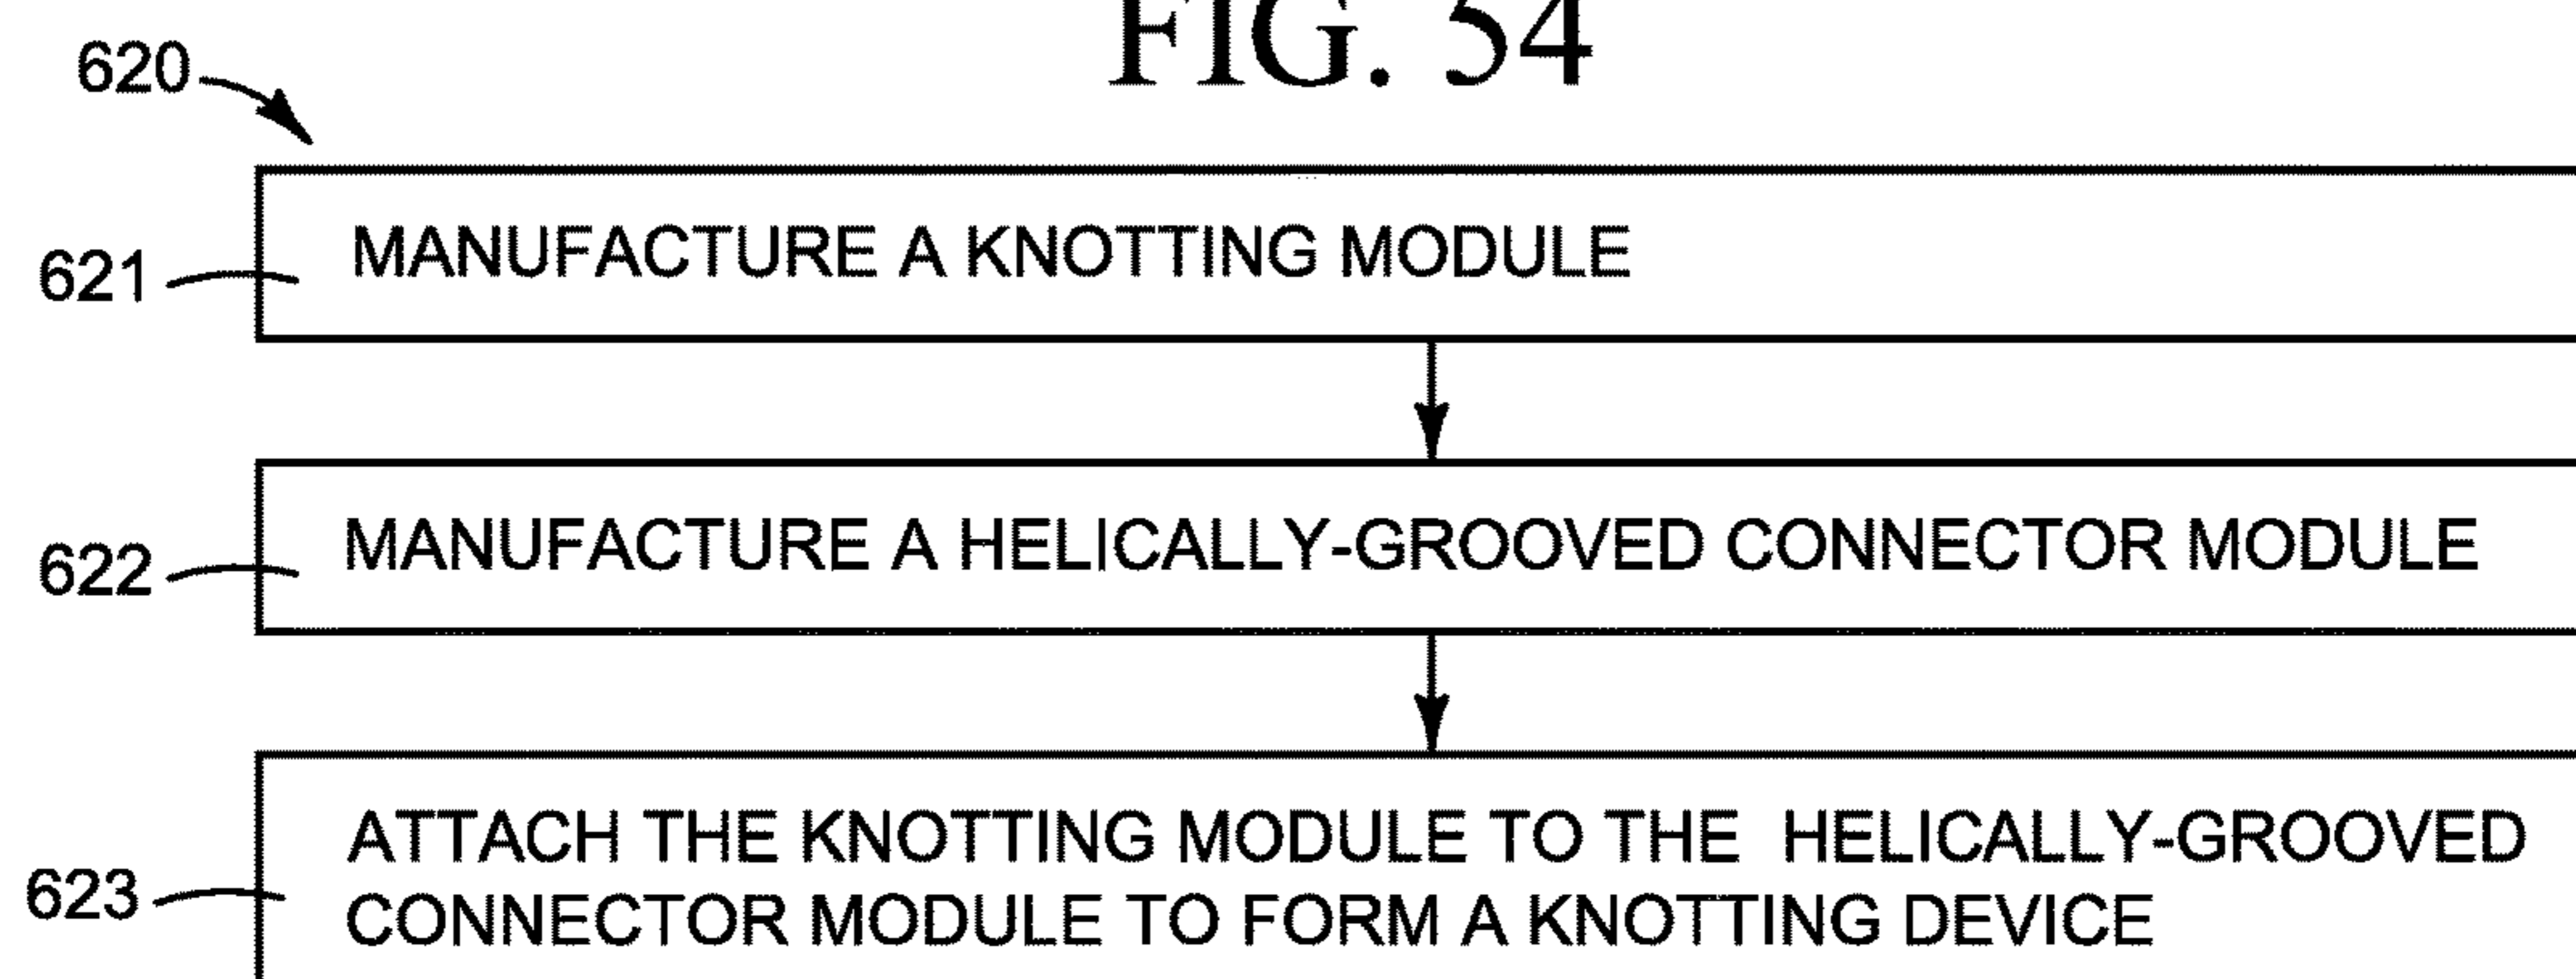 FIG. 54
620
621
MANUFACTURE A KNOTTING MODULE
622
MANUFACTURE A HELICALLY-GROOVED CONNECTOR MODULE
623
ATTACH THE KNOTTING MODULE TO THE HELICALLY-GROOVED
CONNECTOR MODULE TO FORM A KNOTTING DEVICE